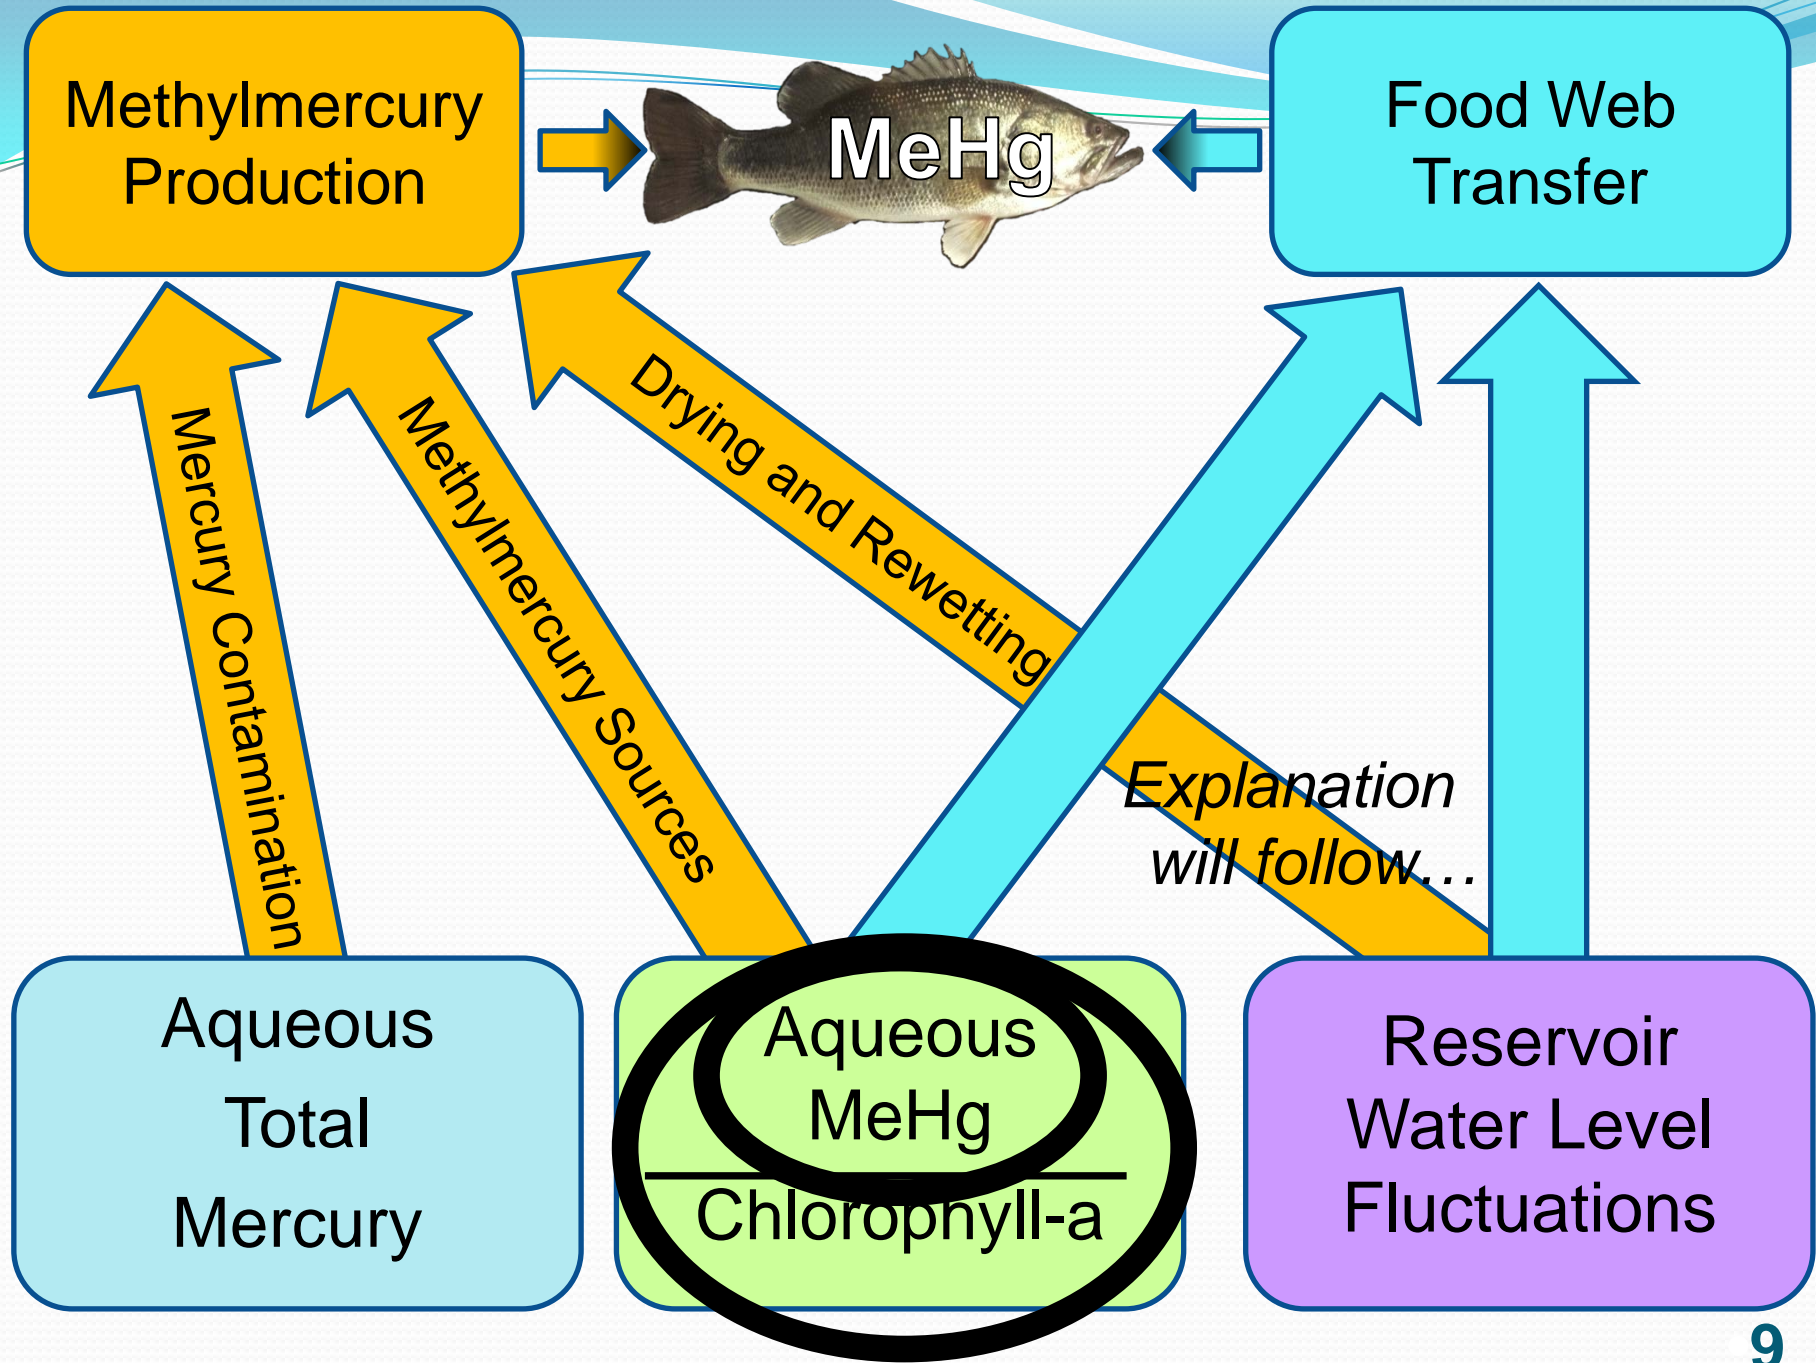 Methylmercury
Production
MeHg
Food Web
Transfer
Mercury Contamination
Methylmercury Sources
Drying and Rewetting
Explanation
will follow…
Aqueous
Total
Mercury
Aqueous
MeHg
Chlorophyll-a
Reservoir
Water Level
Fluctuations
9